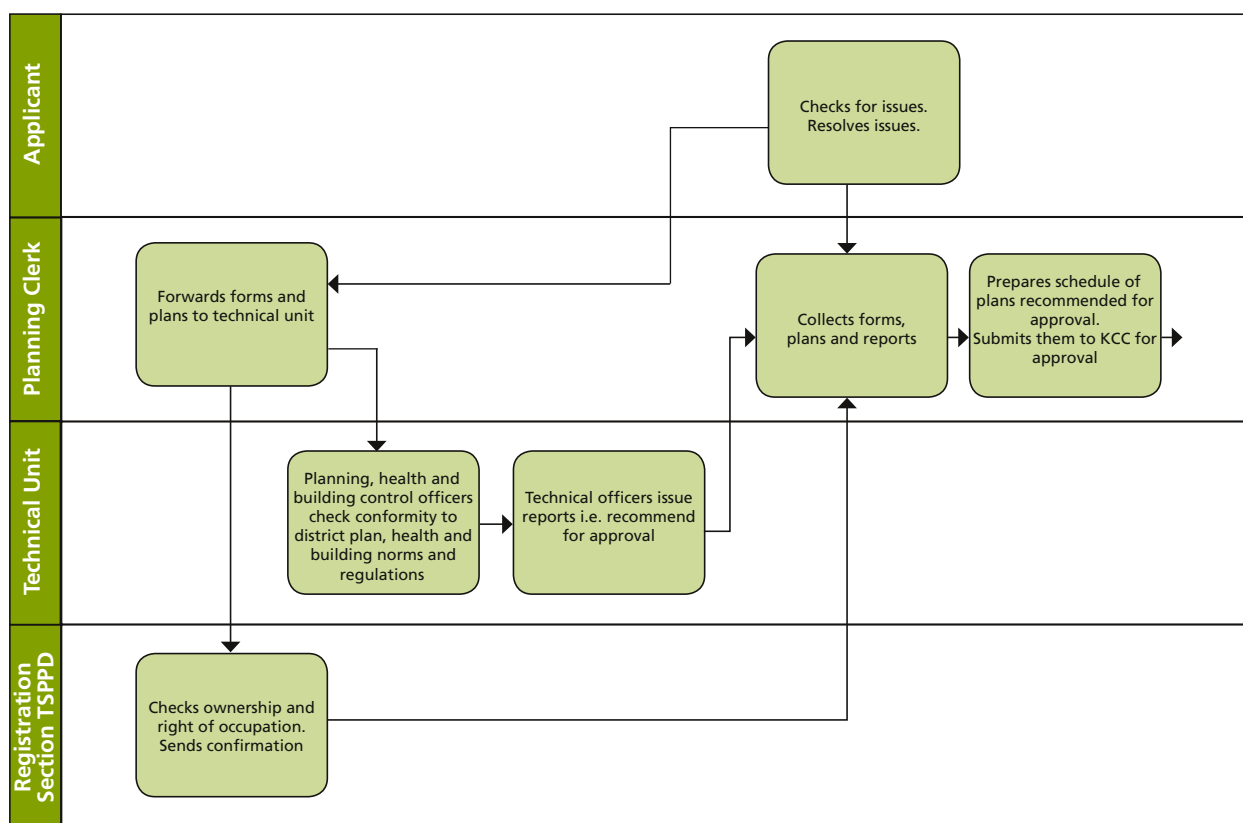 Applicant
Checks for issues.
Resolves issues.
Planning Clerk
Forwards forms and
plans to technical unit
Collects forms,
plans and reports
Prepares schedule of
plans recommended for
approval.
Submits them to KCC for
approval
Technical Unit
Planning, health and
building control officers
check conformity to
district plan, health and
building norms and
regulations
Technical officers issue
reports i.e. recommend
for approval
Registration
Section TSPPD
Checks ownership and
right of occupation.
Sends confirmation